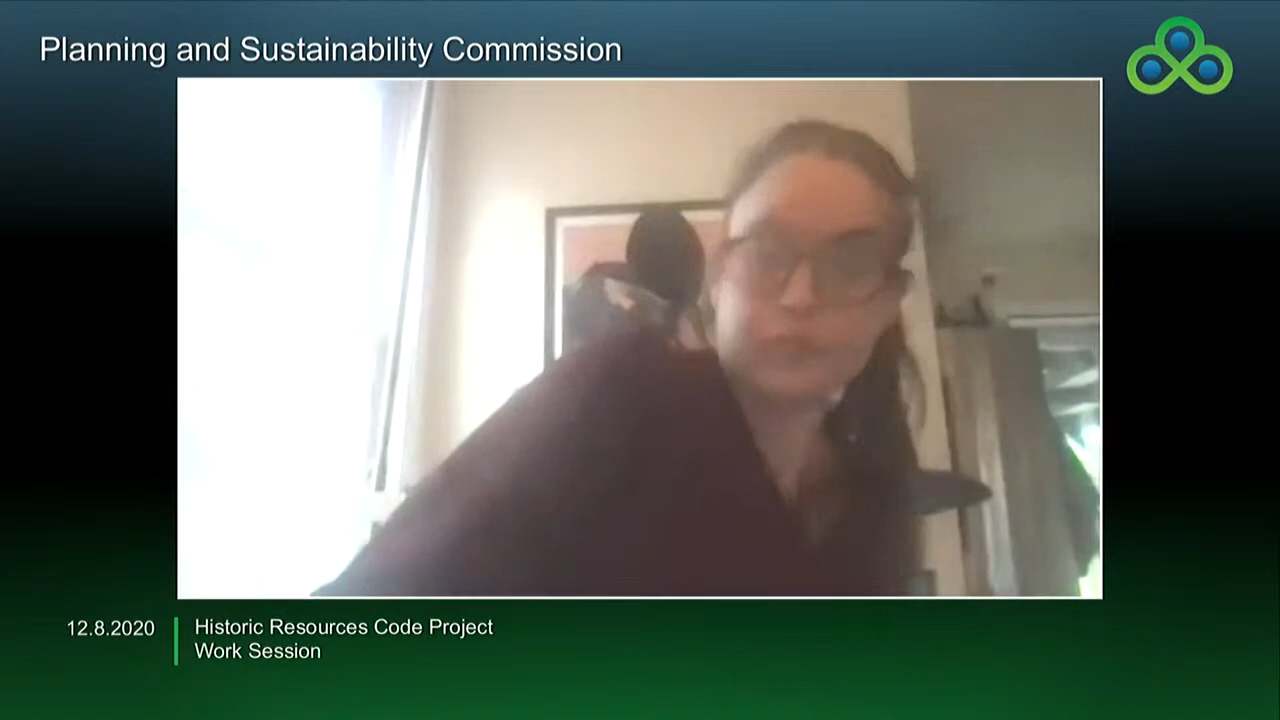 Planning and Sustainability Commission
12.8.2020
Historic Resources Code Project
Work Session